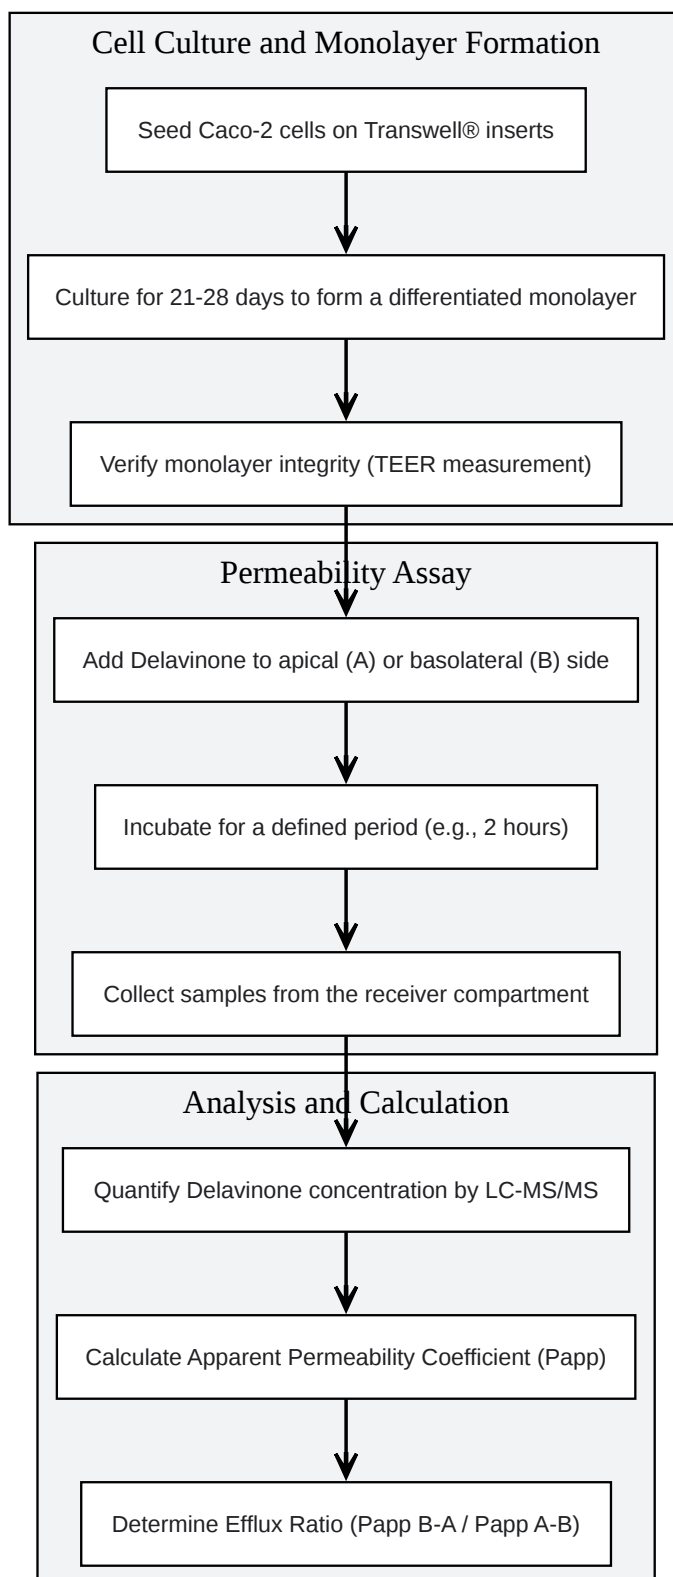 Cell Culture and Monolayer Formation
Seed Caco-2 cells on Transwell® inserts
Culture for 21-28 days to form a differentiated monolayer
Verify monolayer integrity (TEER measurement)
Permeability Assay
Add Delavinone to apical (A) or basolateral (B) side
Incubate for a defined period (e.g., 2 hours)
Collect samples from the receiver compartment
Analysis and Calculation
Quantify Delavinone concentration by LC-MS/MS
Calculate Apparent Permeability Coefficient (Papp)
Determine Efflux Ratio (Papp B-A / Papp A-B)